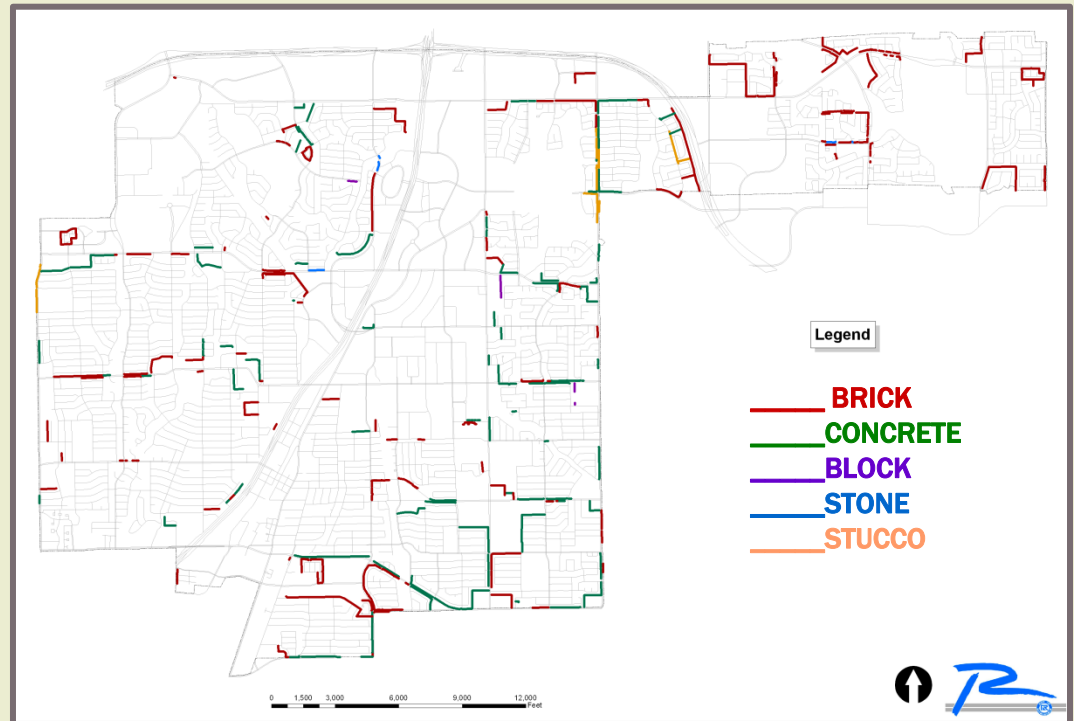 Legend
BRICK
CONCRETE
BLOCK
STONE
STUCCO
0 1,500 3,000 6,000 9,000 12,000
Feet